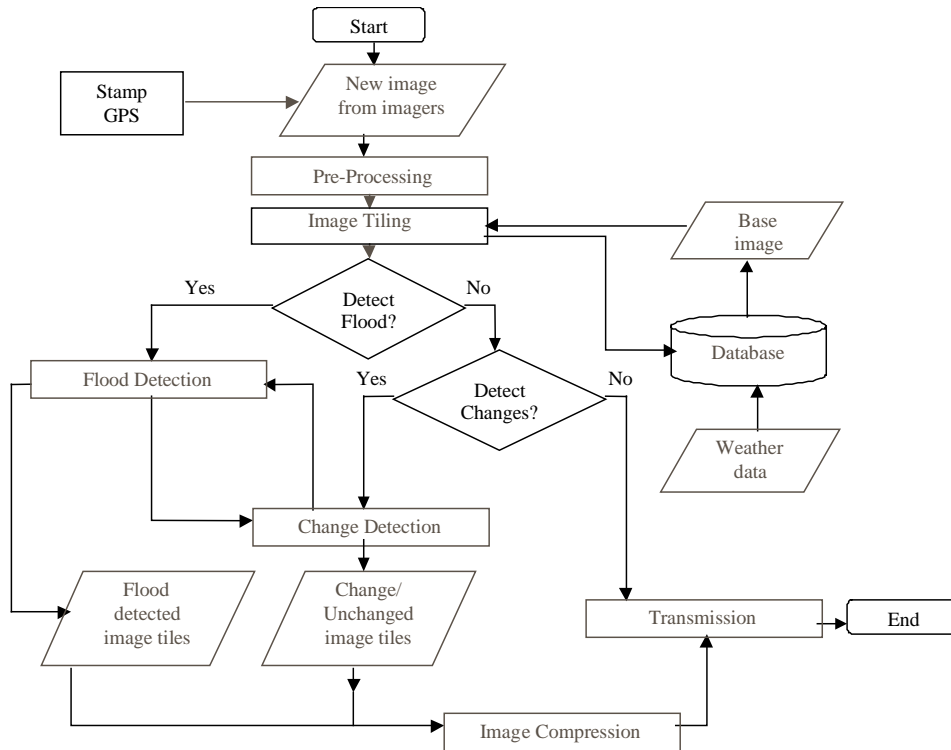 Start
Stamp
GPS
New image
from imagers
Pre-Processing
Image Tiling
Base
image
Yes
No
Detect
Flood?
Database
Flood Detection
Yes
Detect
Changes?
No
Weather
data
Change Detection
Flood
detected
image tiles
Change/
Unchanged
image tiles
Transmission
End
Image Compression